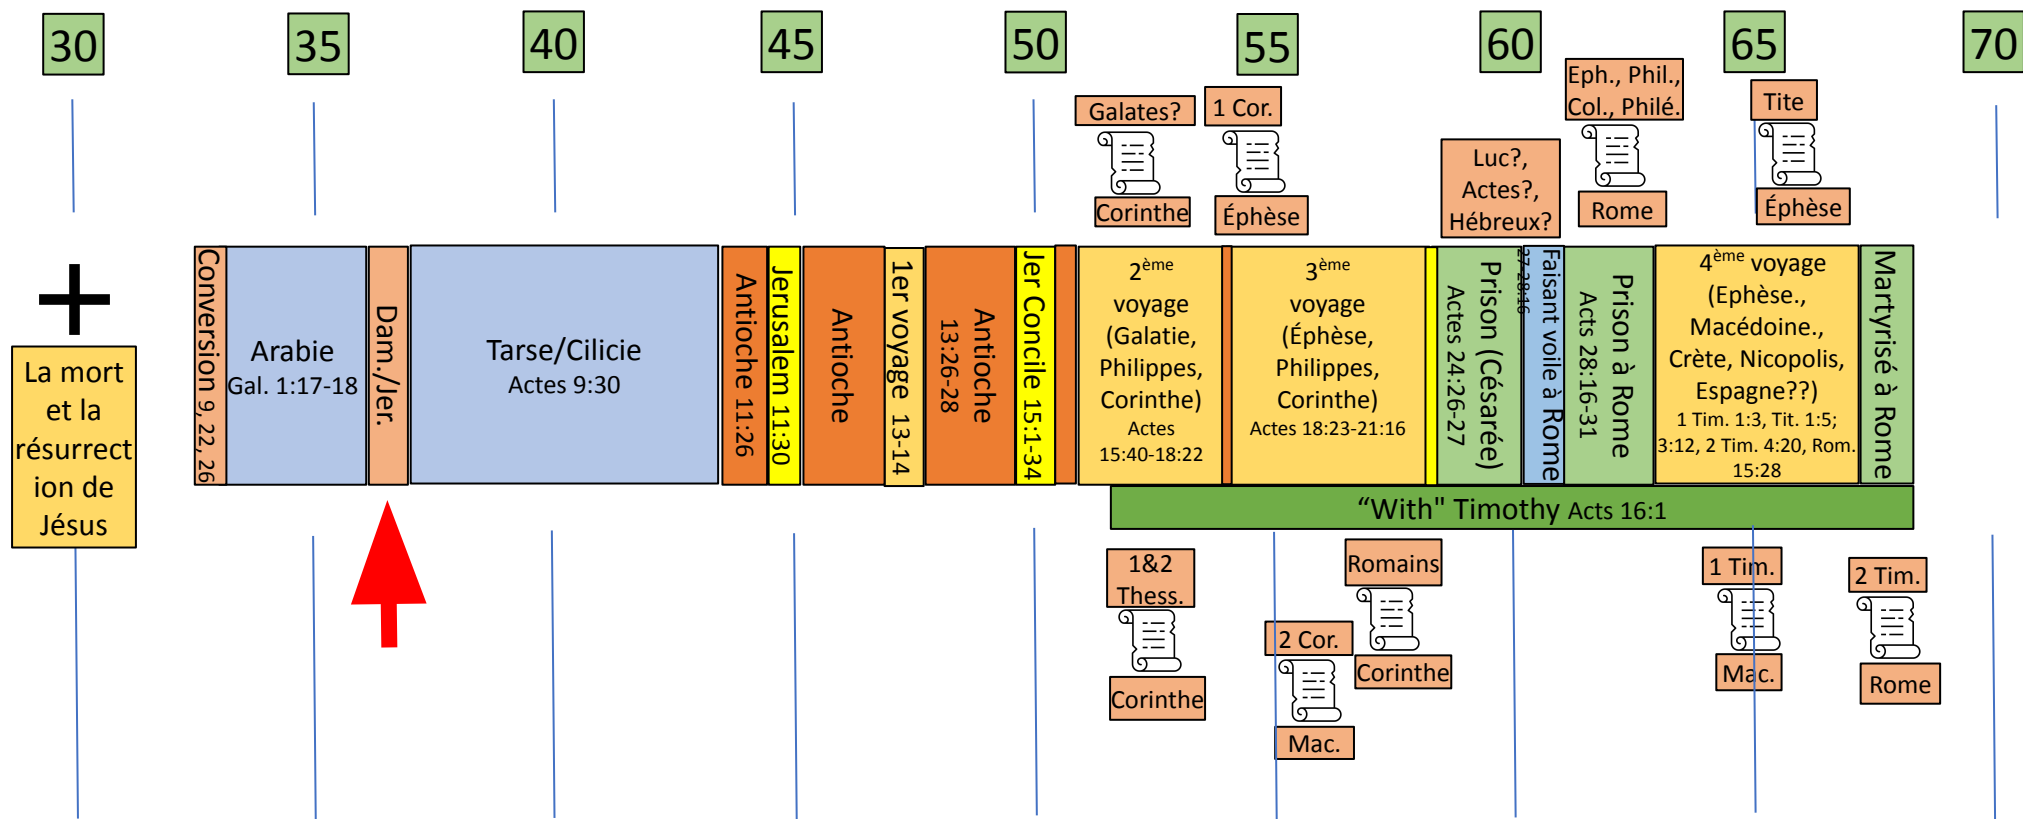 30
35
40
45
50
55
60
65
70
Galates?
Corinthe
1 Cor.
Éphèse
Luc?,
Actes?,
Hébreux?
Eph., Phil.,
Col., Philé.
Rome
Tite
Éphèse
La mort
et la
résurrect
ion de
Jésus
Conversion 9, 22, 26
Arabie
Gal. 1:17-18
Dam./Jer.
Tarse/Cilicie
Actes 9:30
Antioche 11:26
Jerusalem 11:30
Antioche
1er voyage 13-14
Antioche
13:26-28
Jer Concile 15:1-34
2ème
voyage
(Galatie,
Philippes,
Corinthe)
Actes
15:40-18:22
3ème
voyage
(Éphèse,
Philippes,
Corinthe)
Actes 18:23-21:16
Prison (Césarée)
Actes 24:26-27
Faisant voile à Rome
27-28:16
Prison à Rome
Acts 28:16-31
4ème voyage
(Ephèse.,
Macédoine.,
Crète, Nicopolis,
Espagne??)
1 Tim. 1:3, Tit. 1:5;
3:12, 2 Tim. 4:20, Rom.
15:28
Martyrisé à Rome
“With" Timothy Acts 16:1
1&2
Thess.
Corinthe
2 Cor.
Mac.
Romains
Corinthe
1 Tim.
Mac.
2 Tim.
Rome